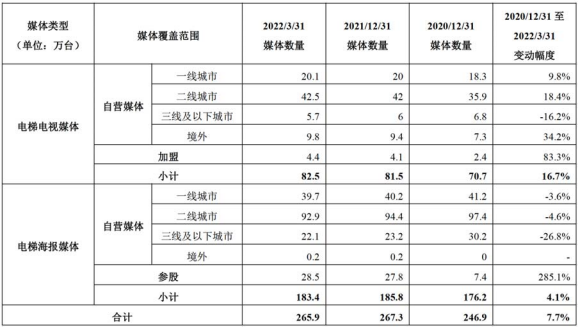 媒体类型
（单位：万台）
媒体覆盖范围
2022/3/31
媒体数量
2021/12/31
媒体数量
2020/12/31
媒体数量
2020/12/31 至
2022/3/31
变动幅度
电梯电视媒体
自营媒体
一线城市 20.1 20 18.3 9.8%
二线城市 42.5 42 35.9 18.4%
三线及以下城市 5.7 6 6.8 -16.2%
境外 9.8 9.4 7.3 34.2%
加盟 4.4 4.1 2.4 83.3%
小计 82.5 81.5 70.7 16.7%
电梯海报媒体
自营媒体
一线城市 39.7 40.2 41.2 -3.6%
二线城市 92.9 94.4 97.4 -4.6%
三线及以下城市 22.1 23.2 30.2 -26.8%
境外 0.2 0.2 0 -
参股 28.5 27.8 7.4 285.1%
小计 183.4 185.8 176.2 4.1%
合计 265.9 267.3 246.9 7.7%